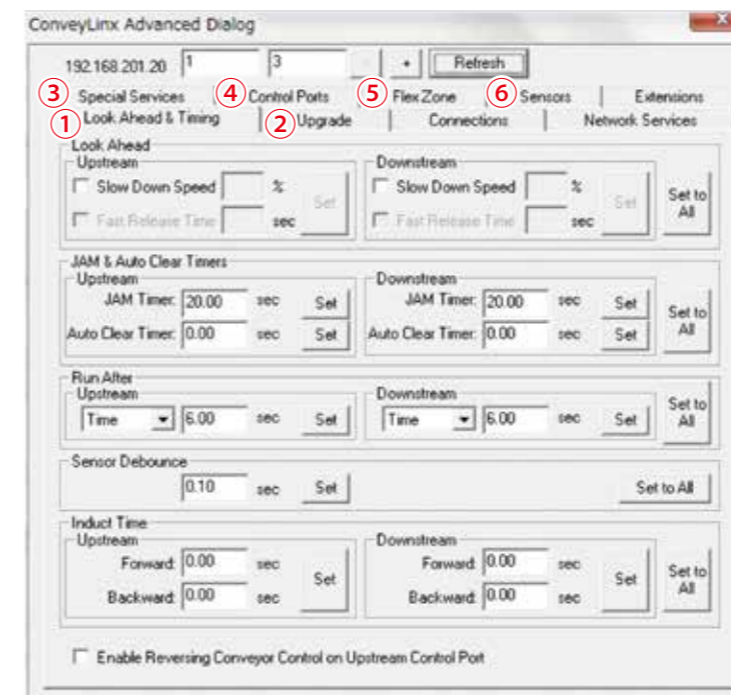 ConveyLinx Advanced Dialog
192.168.201.20 1 3 - + Refresh
③ Special Services ④ Control Ports ⑤ Flex Zone ⑥ Sensors Extensions
① Look Ahead & Timing ② Upgrade Connections Network Services
Look Ahead
Upstream Downstream
Slow Down Speed % Set Slow Down Speed % Set Set to All
Fast Release Time sec Fast Release Time sec
JAM & Auto Clear Timers
Upstream Downstream
JAM Timer: 20.00 sec Set JAM Timer: 20.00 sec Set Set to All
Auto Clear Timer: 0.00 sec Set Auto Clear Timer: 0.00 sec Set
Run After
Upstream Downstream
Time 6.00 sec Set Time 6.00 sec Set Set to All
Sensor Debounce
0.10 sec Set Set to All
Induct Time
Upstream Downstream
Forward: 0.00 sec Set Forward: 0.00 sec Set Set to All
Backward: 0.00 sec Backward: 0.00 sec
Enable Reversing Conveyor Control on Upstream Control Port